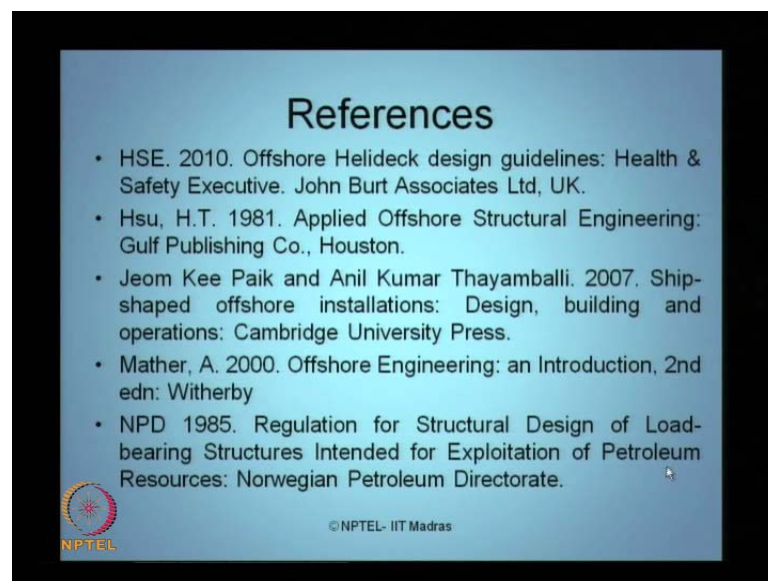 References
• HSE. 2010. Offshore Helideck design guidelines: Health &
Safety Executive. John Burt Associates Ltd, UK.
• Hsu, H.T. 1981. Applied Offshore Structural Engineering:
Gulf Publishing Co., Houston.
• Jeom Kee Paik and Anil Kumar Thayamballi. 2007. Ship-
shaped offshore installations: Design, building and
operations: Cambridge University Press.
• Mather, A. 2000. Offshore Engineering: an Introduction, 2nd
edn: Witherby
• NPD 1985. Regulation for Structural Design of Load-
bearing Structures Intended for Exploitation of Petroleum
Resources: Norwegian Petroleum Directorate.
©NPTEL- IIT Madras
NPTEL